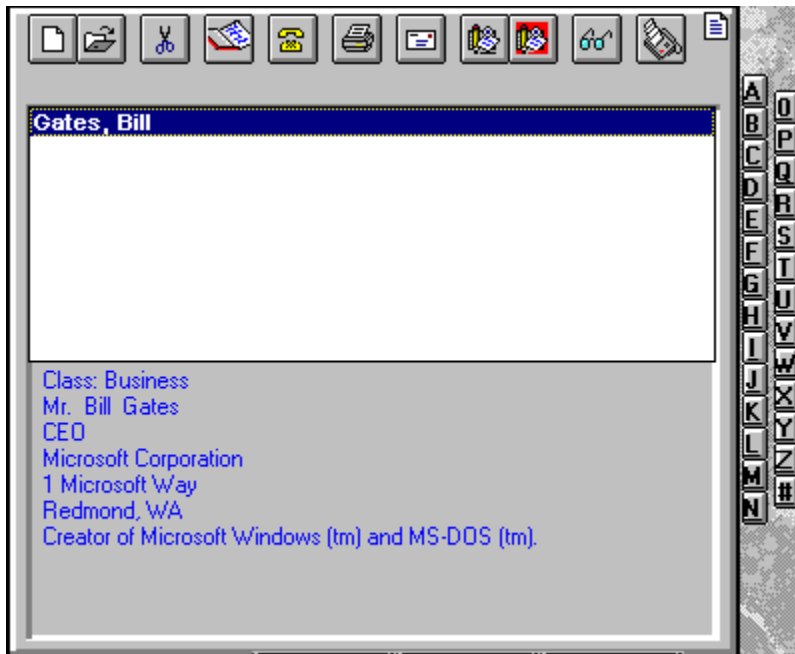 Gates, Bill
Class: Business
Mr. Bill Gates
CEO
Microsoft Corporation
1 Microsoft Way
Redmond, WA
Creator of Microsoft Windows (tm) and MS-DOS (tm).
A
B
C
D
E
F
G
H
I
J
K
L
M
N
O
P
Q
R
S
T
U
V
W
X
Y
Z
#